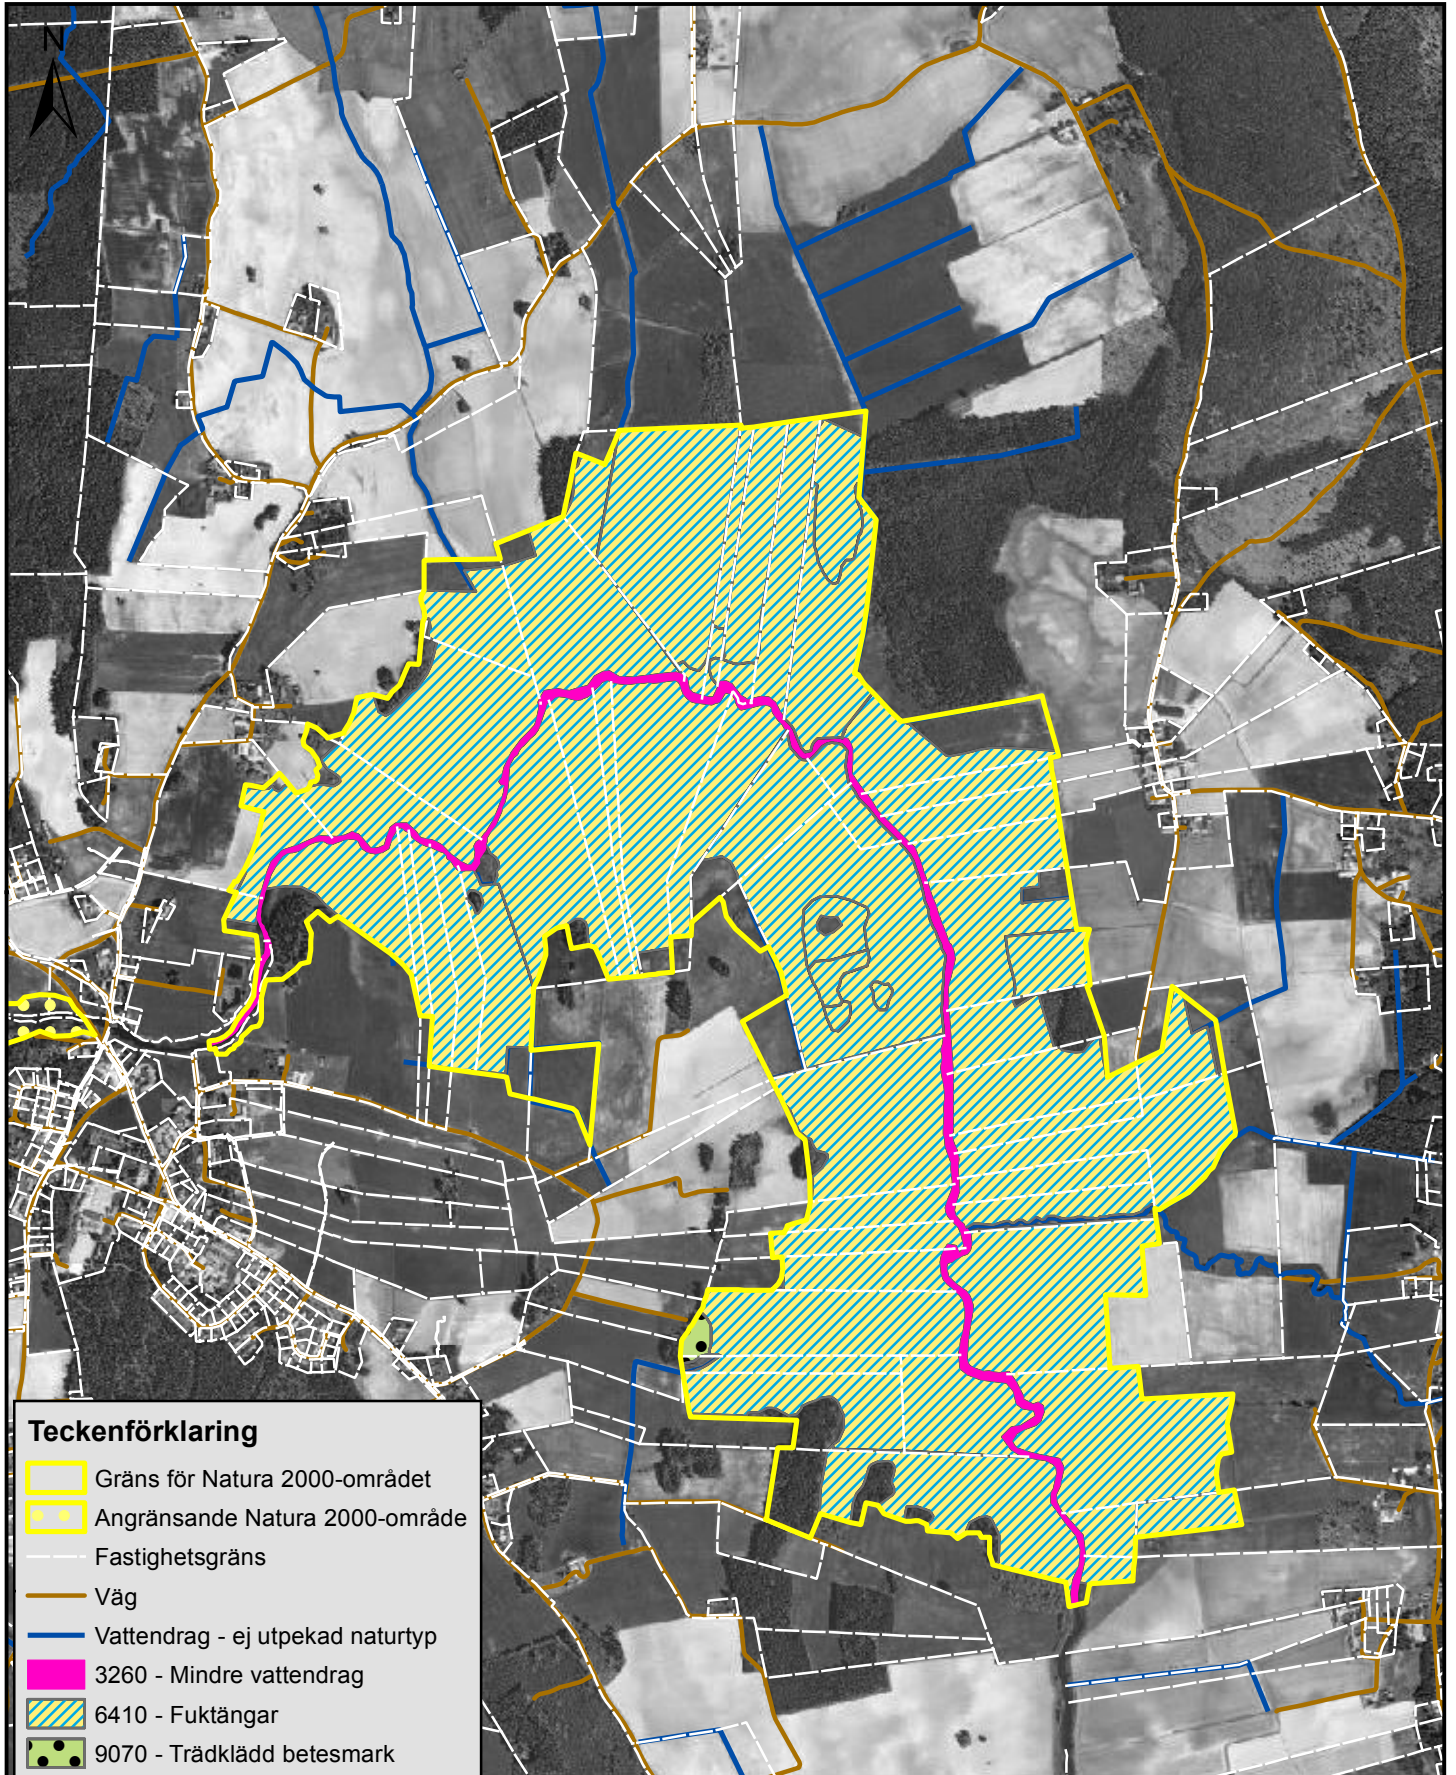 N
Teckenförklaring
Gräns för Natura 2000-området
Angränsande Natura 2000-område
Fastighetsgräns
Väg
Vattendrag - ej utpekad naturtyp
3260 - Mindre vattendrag
6410 - Fuktängar
9070 - Trädklädd betesmark